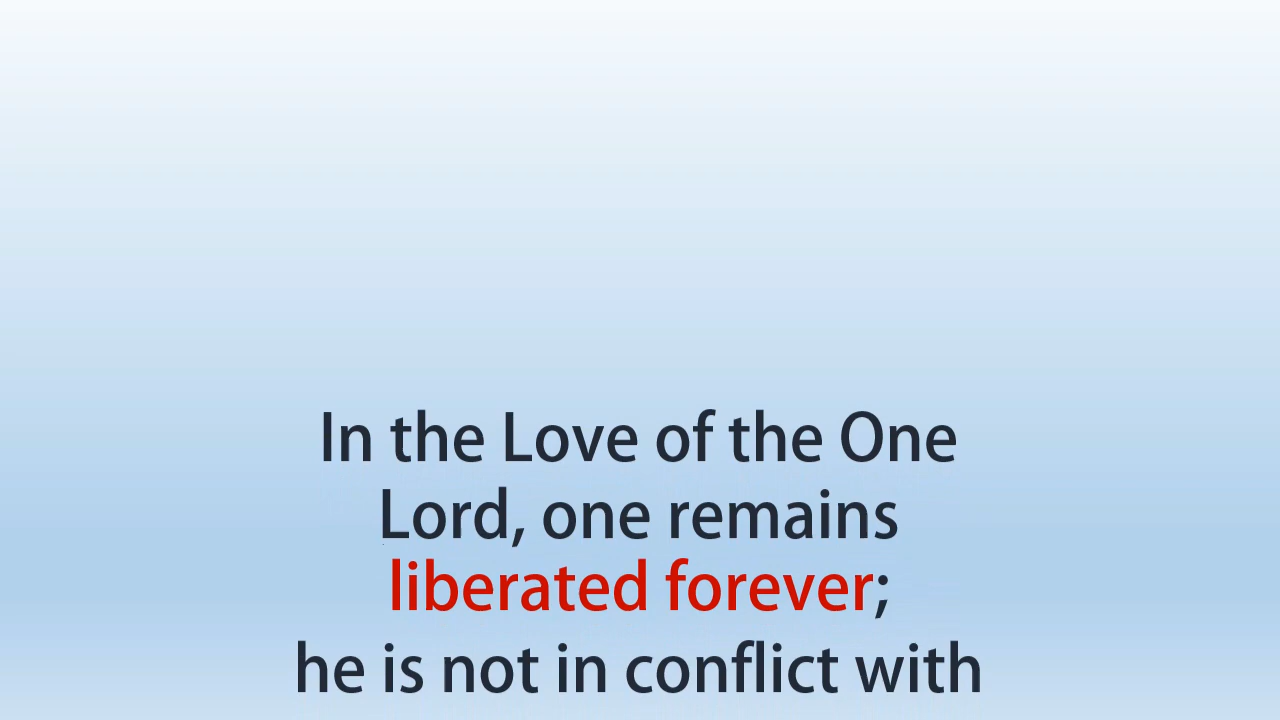 In the Love of the One
Lord, one remains
liberated forever;
he is not in conflict with